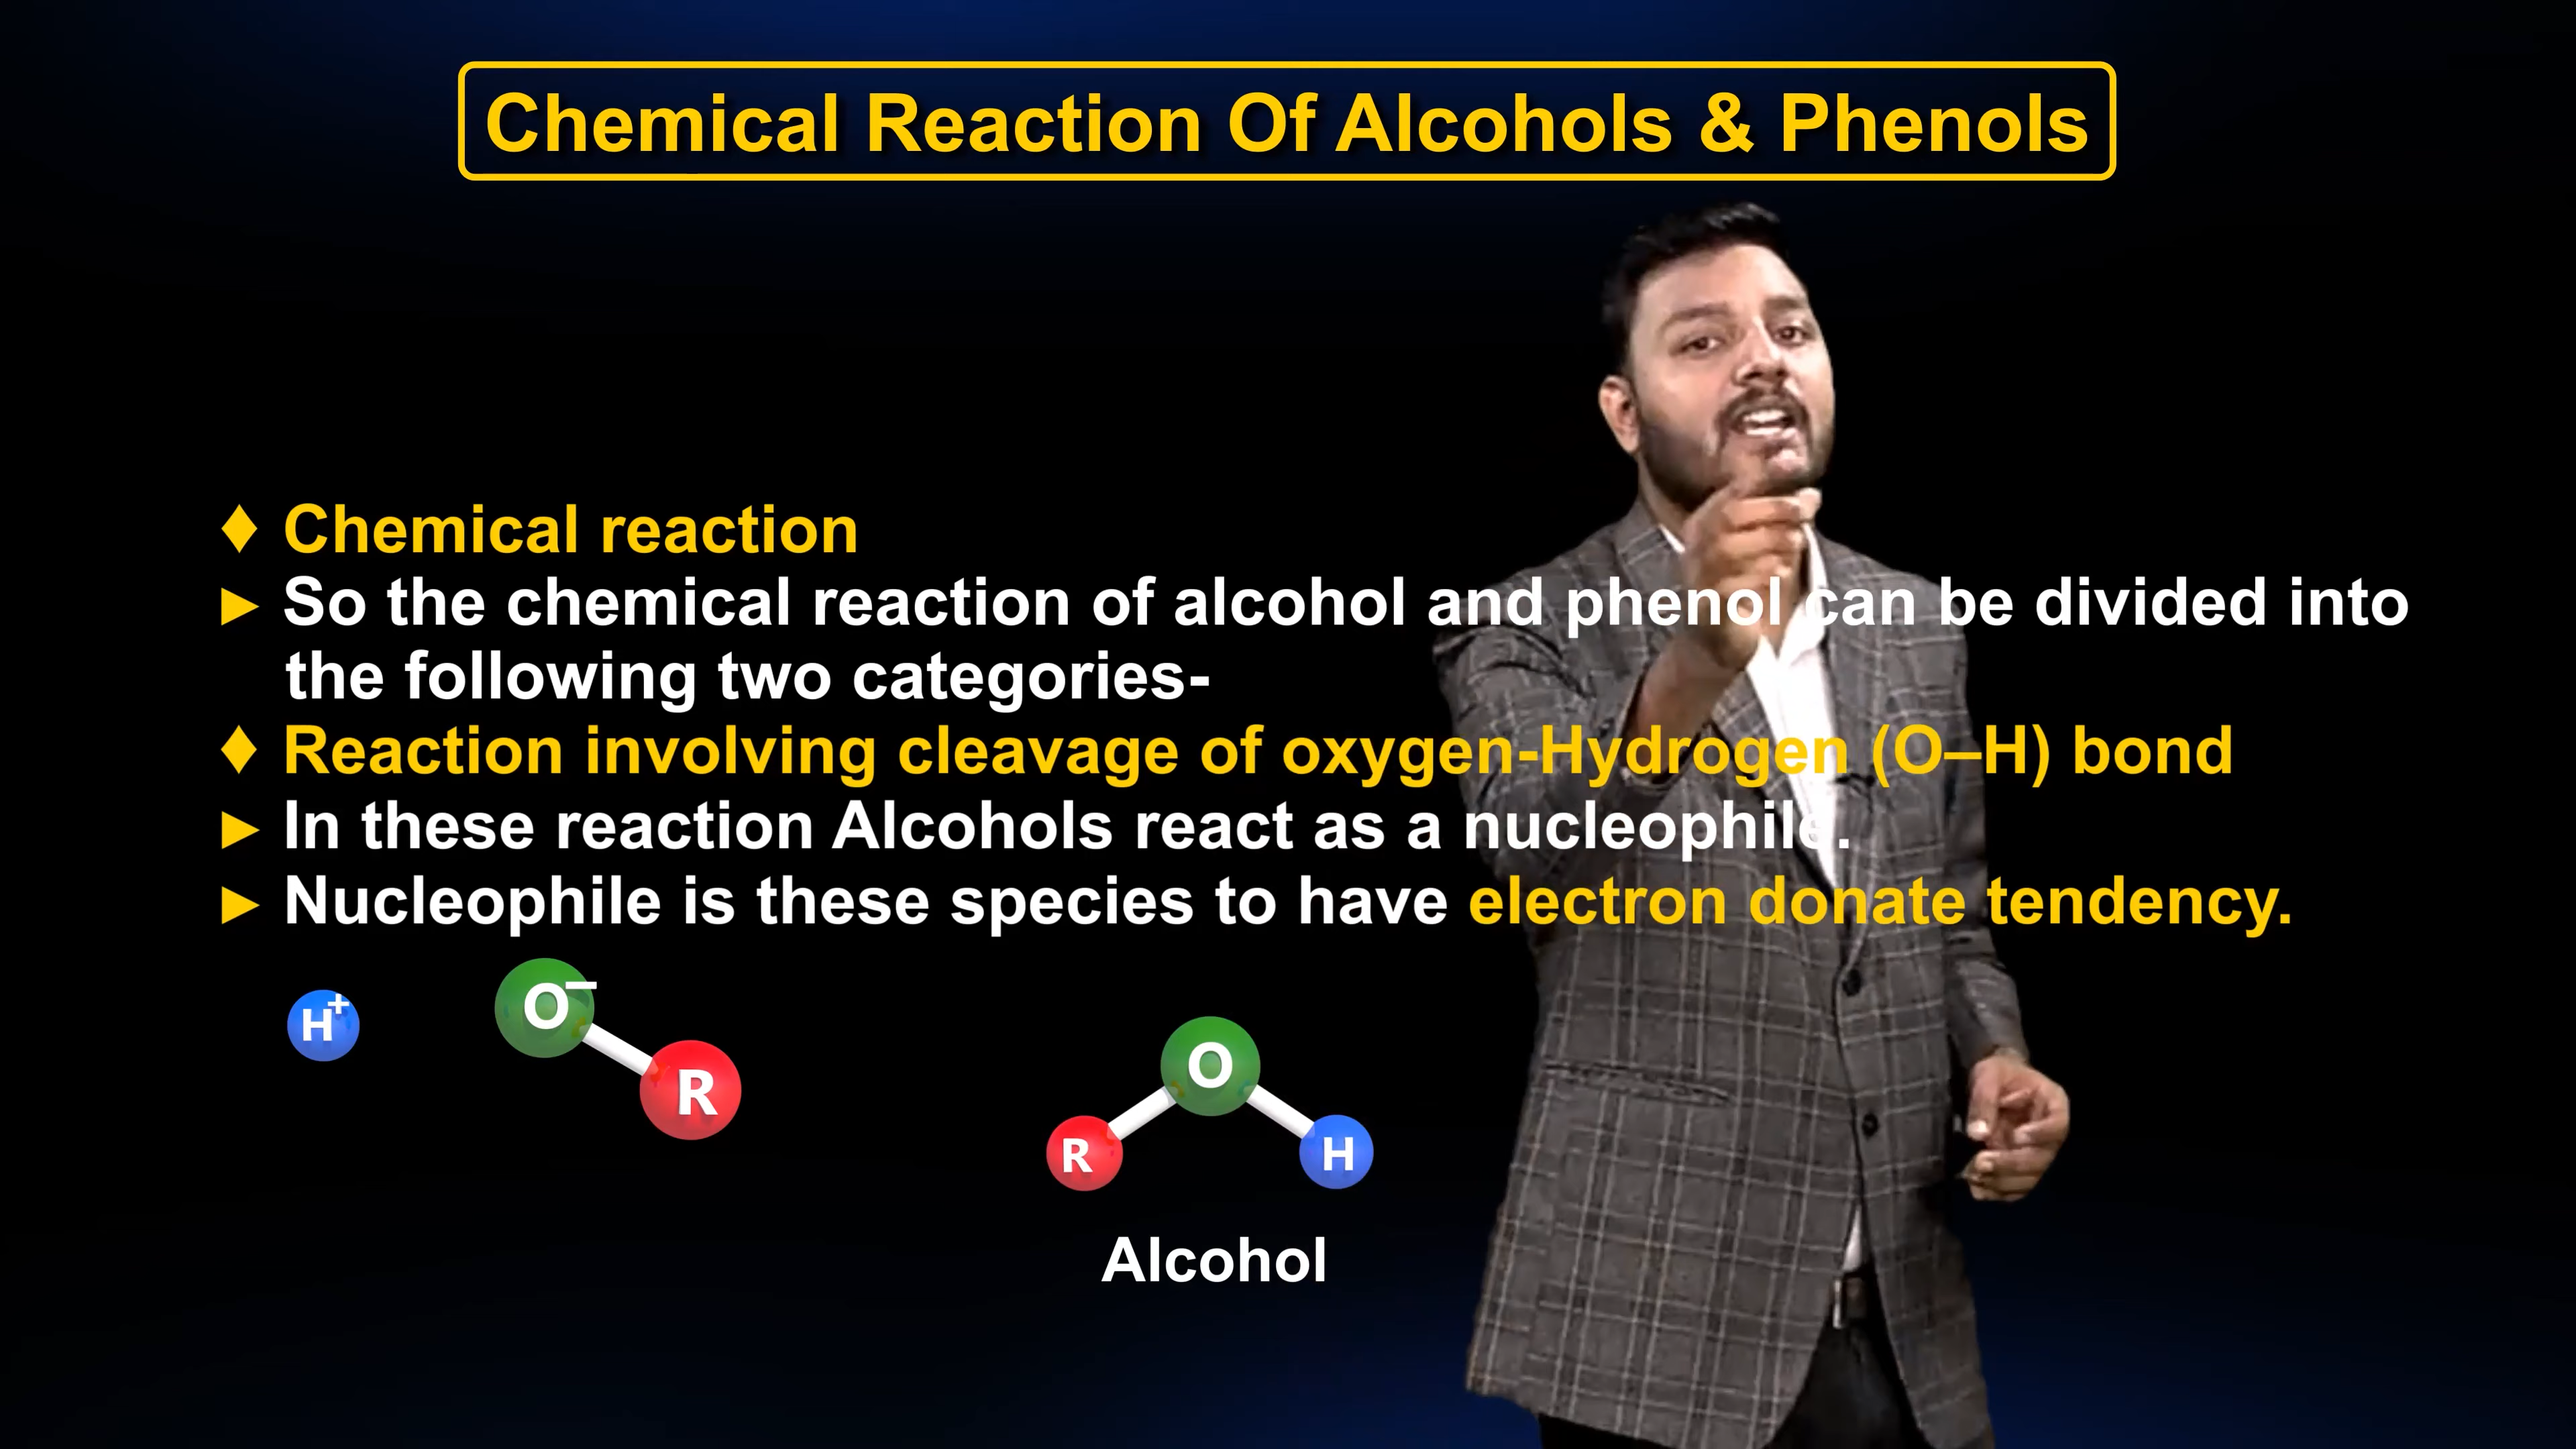 Chemical Reaction Of Alcohols & Phenols
♦ Chemical reaction
► So the chemical reaction of alcohol and phenol can be divided into
the following two categories-
♦ Reaction involving cleavage of oxygen-Hydrogen (O–H) bond
► In these reaction Alcohols react as a nucleophile.
► Nucleophile is these species to have electron donate tendency.
H⁺
O⁻
R
O
R
H
Alcohol